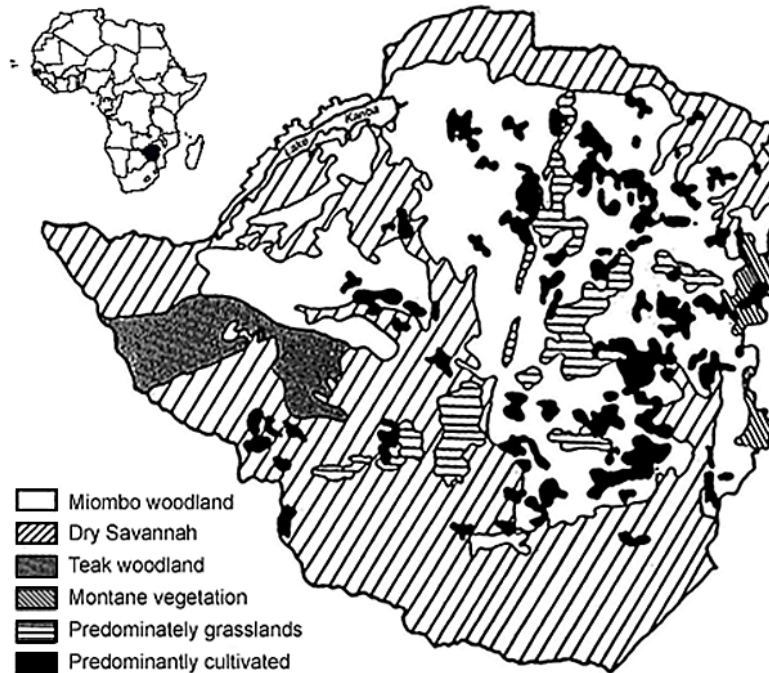 Lake Kariba
Miombo woodland
Dry Savannah
Teak woodland
Montane vegetation
Predominately grasslands
Predominantly cultivated